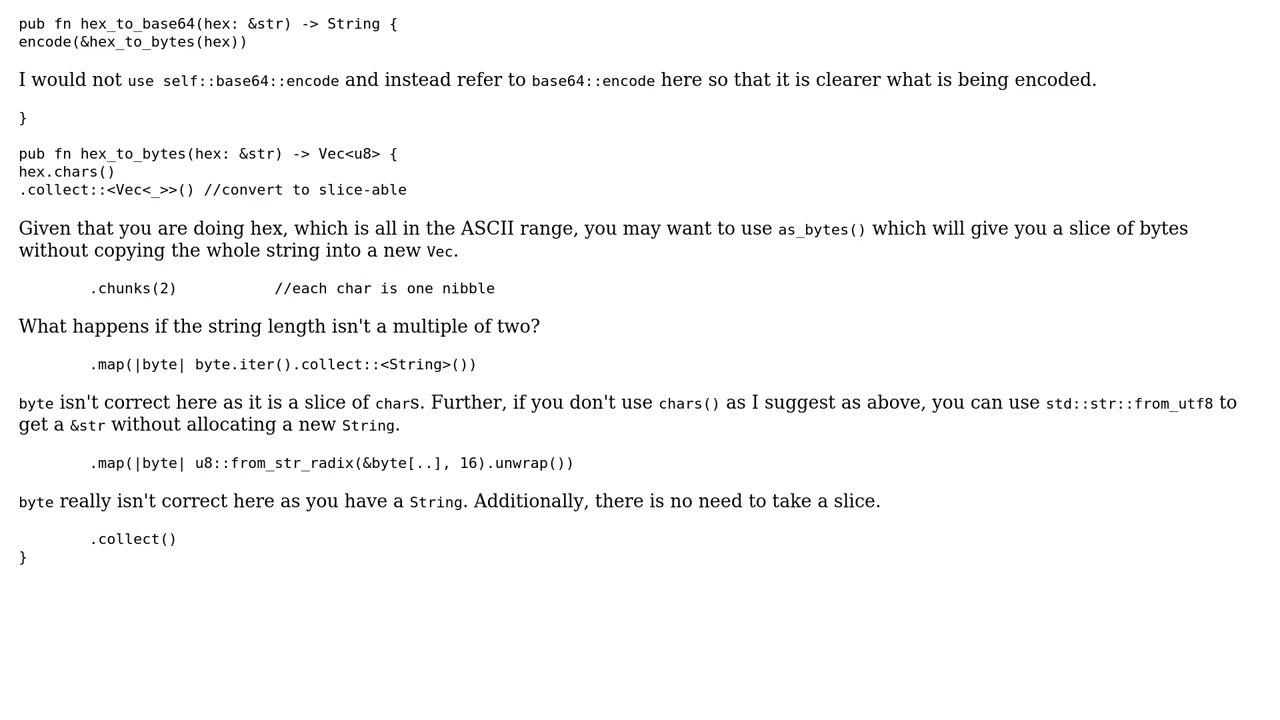 pub fn hex_to_base64(hex: &str) -> String {
encode(&hex_to_bytes(hex))
I would not use self::base64::encode and instead refer to base64::encode here so that it is clearer what is being encoded.
}
pub fn hex_to_bytes(hex: &str) -> Vec<u8> {
hex.chars()
.collect::<Vec<_>>() //convert to slice-able
Given that you are doing hex, which is all in the ASCII range, you may want to use as_bytes() which will give you a slice of bytes
without copying the whole string into a new Vec.
.chunks(2)           //each char is one nibble
What happens if the string length isn't a multiple of two?
.map(|byte| byte.iter().collect::<String>())
byte isn't correct here as it is a slice of chars. Further, if you don't use chars() as I suggest as above, you can use std::str::from_utf8 to
get a &str without allocating a new String.
.map(|byte| u8::from_str_radix(&byte[..], 16).unwrap())
byte really isn't correct here as you have a String. Additionally, there is no need to take a slice.
.collect()
}